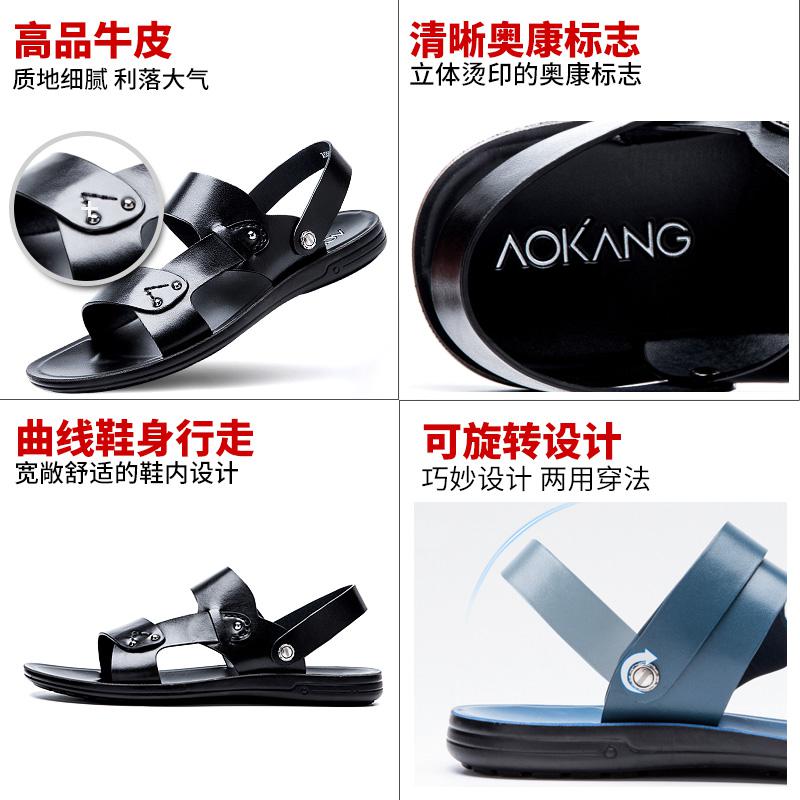 高品牛皮
质地细腻 利落大气
清晰奥康标志
立体烫印的奥康标志
AOKANG
曲线鞋身行走
宽敞舒适的鞋内设计
可旋转设计
巧妙设计 两用穿法